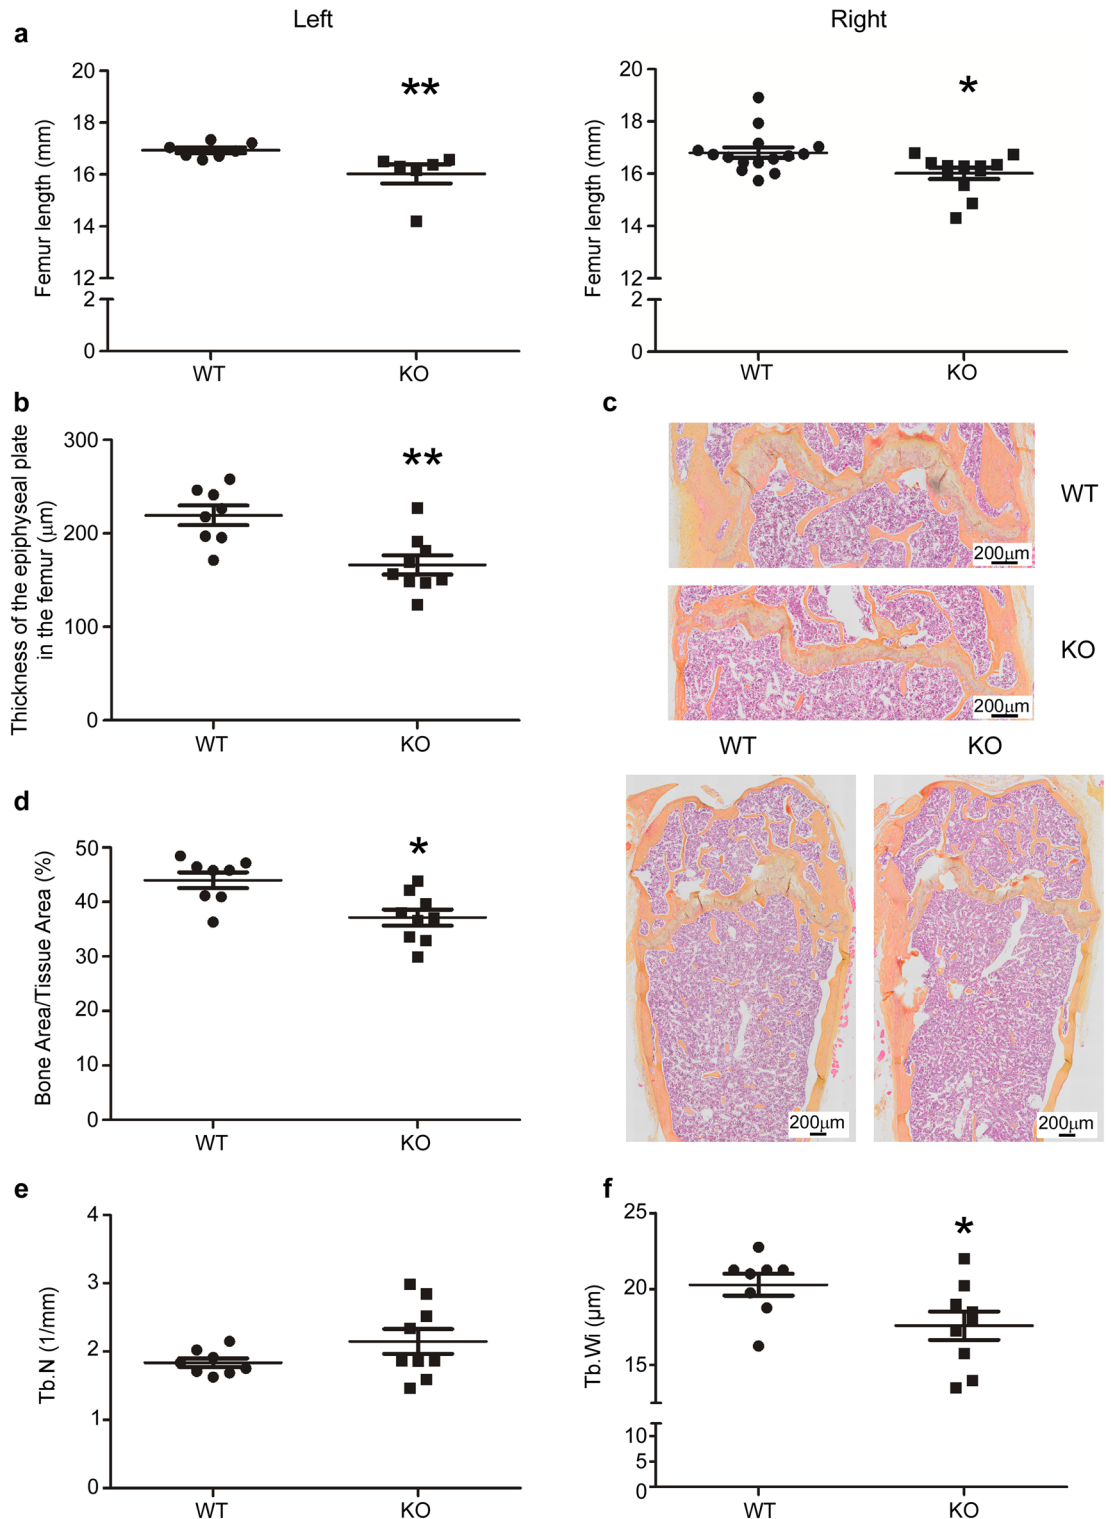 Left
Right
a
20
18
16
14
12
2
0
Femur length (mm)
**
WT
KO
20
18
16
14
12
2
0
Femur length (mm)
*
WT
KO
b
300
200
100
0
Thickness of the epiphyseal plate
in the femur (μm)
**
WT
KO
c
WT
200μm
KO
200μm
WT
KO
200μm
200μm
d
50
40
30
20
10
0
Bone Area/Tissue Area (%)
*
WT
KO
e
4
3
2
1
0
Tb.N (1/mm)
WT
KO
f
25
20
15
10
5
0
Tb.Wi (μm)
*
WT
KO